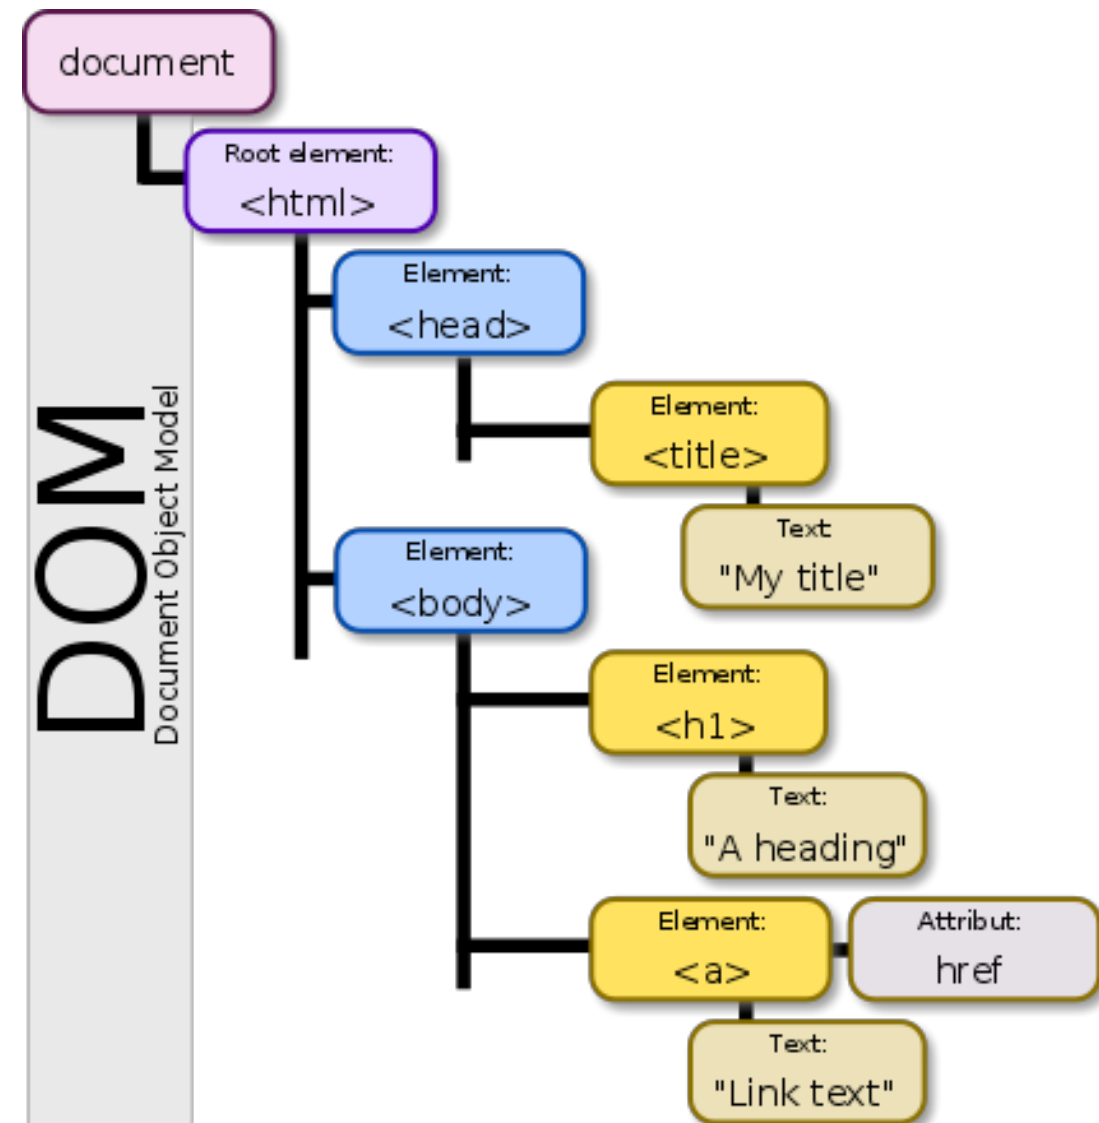 document
Root element:
<html>
Element:
<head>
Element:
<title>
Text
"My title"
DOM
Document Object Model
Element:
<body>
Element:
<h1>
Text:
"A heading"
Element:
<a>
Attribut:
href
Text:
"Link text"